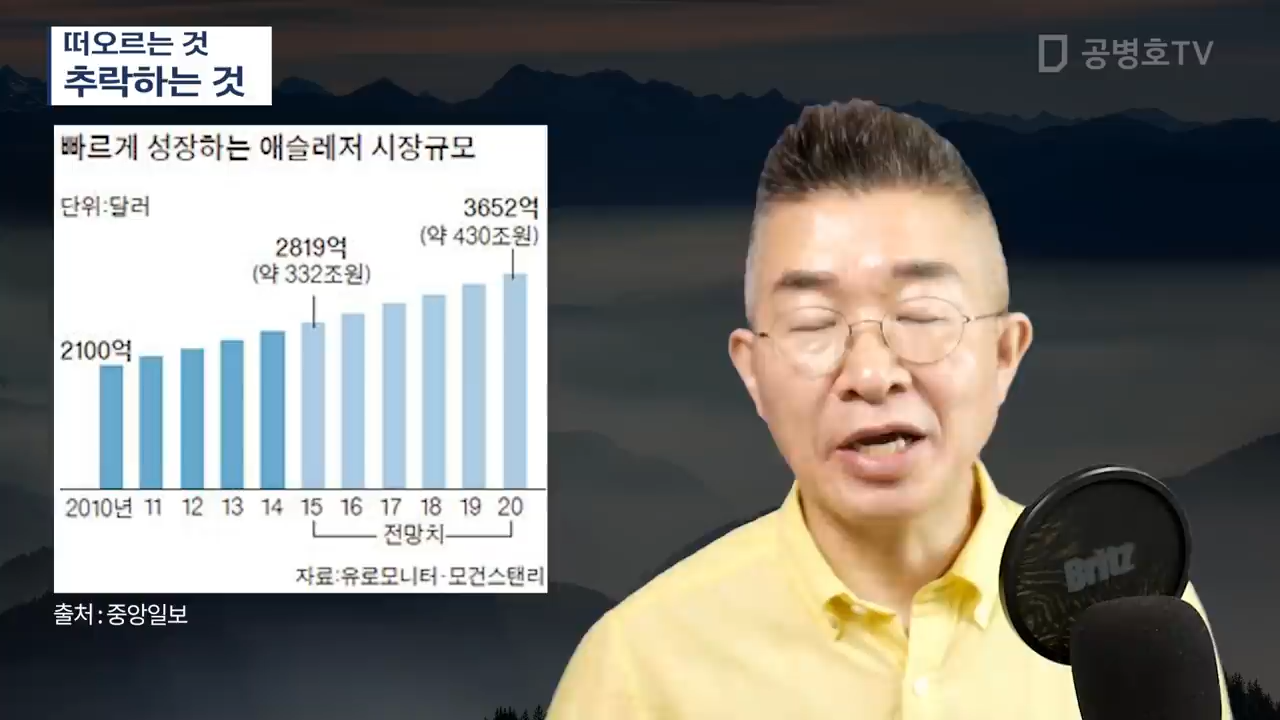 떠오르는 것
추락하는 것
공병호TV
빠르게 성장하는 애슬레저 시장규모
단위:달러
3652억
(약 430조원)
2819억
(약 332조원)
2100억
2010년 11 12 13 14 15 16 17 18 19 20
전망치
자료:유로모니터·모건스탠리
출처 : 중앙일보
Britz